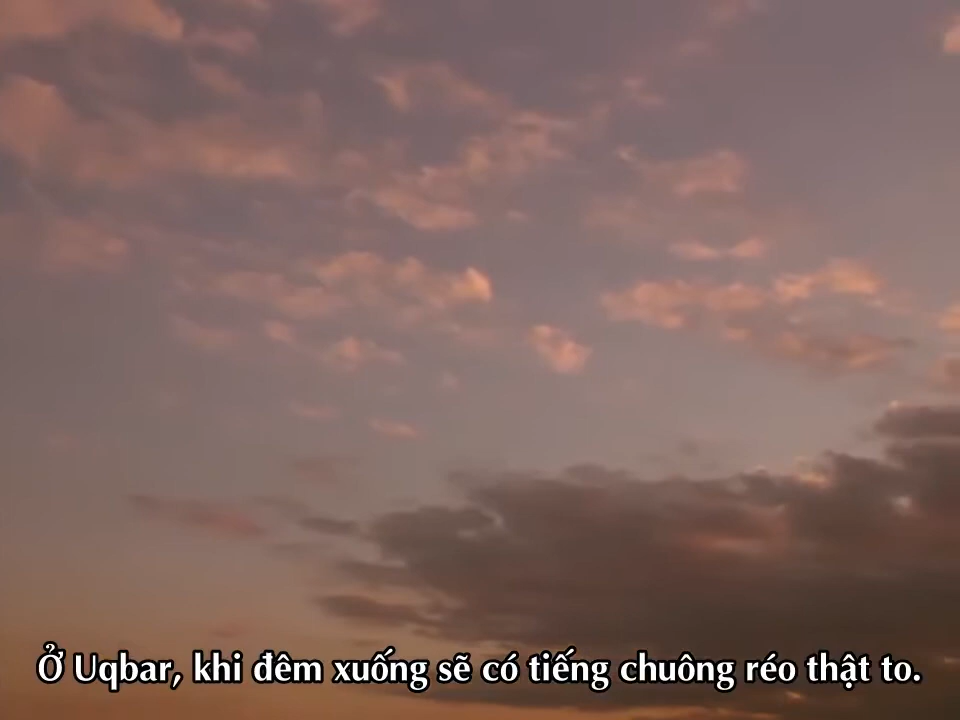 Ở Uqbar, khi đêm xuống sẽ có tiếng chuông réo thật to.